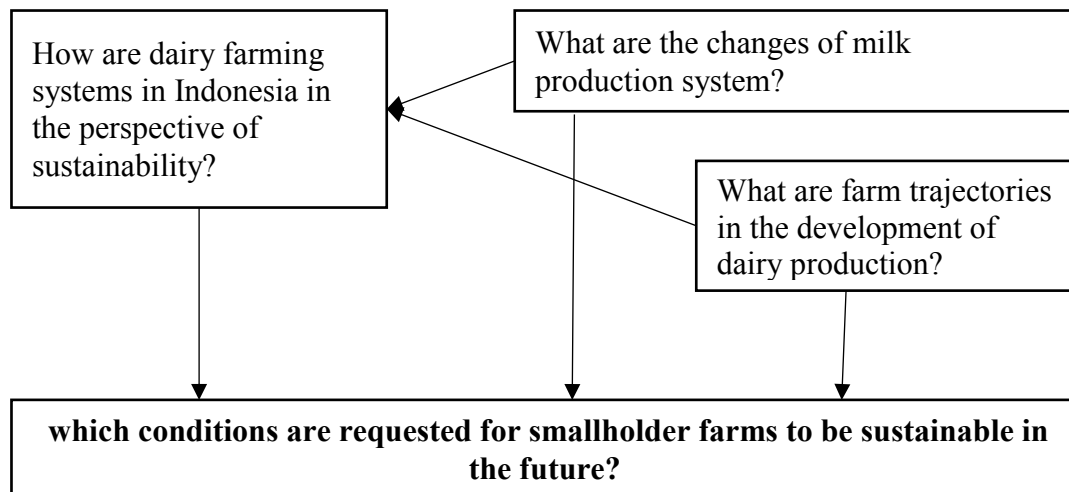 How are dairy farming
systems in Indonesia in
the perspective of
sustainability?
What are the changes of milk
production system?
What are farm trajectories
in the development of
dairy production?
which conditions are requested for smallholder farms to be sustainable in
the future?